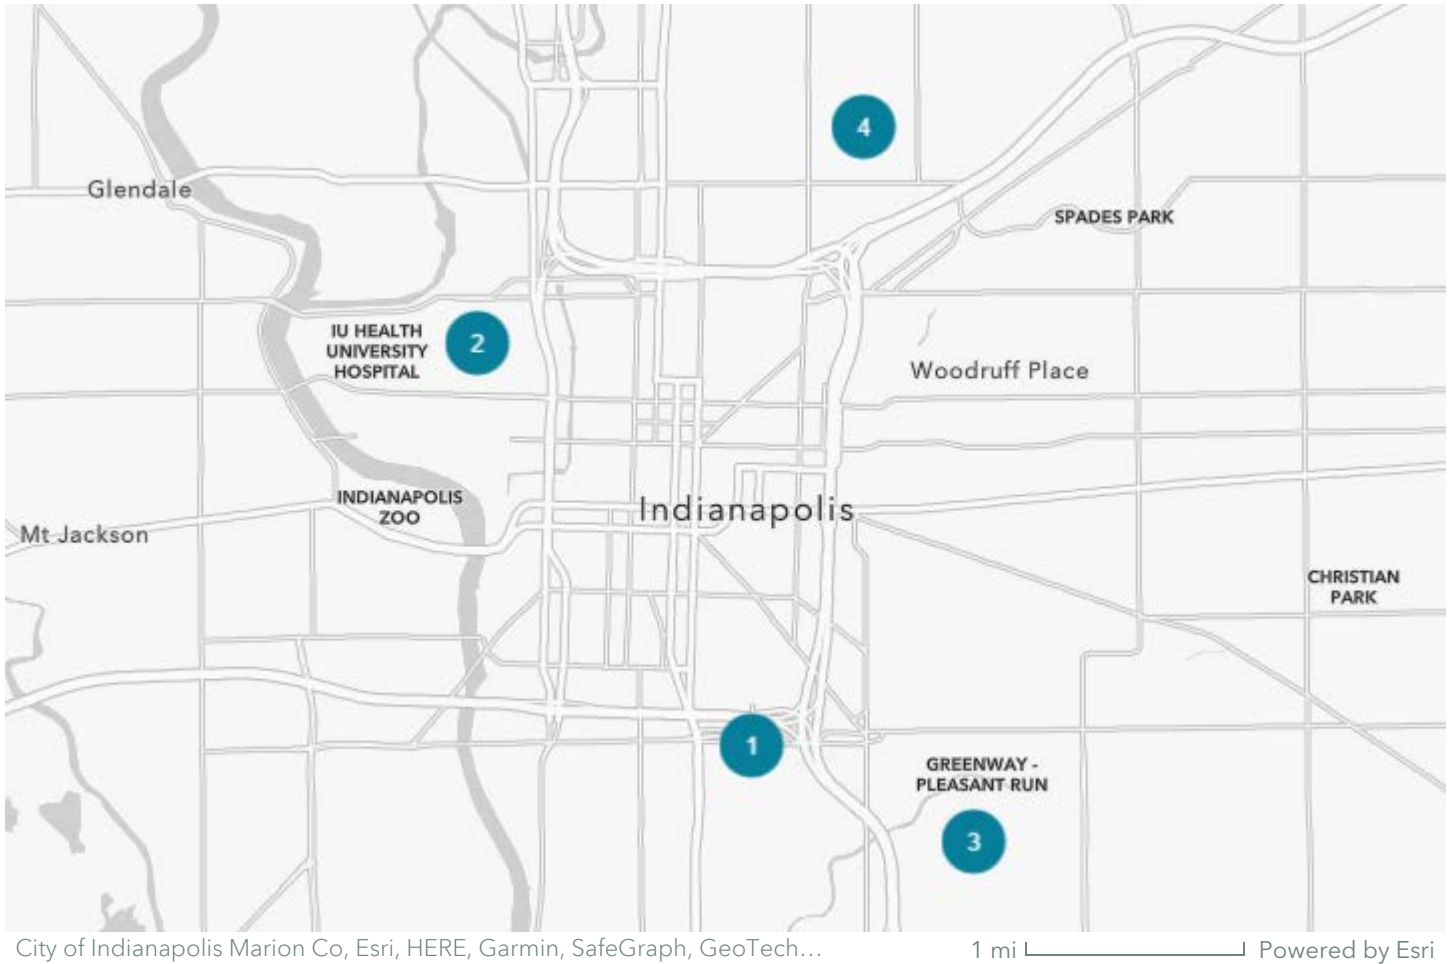 4
Glendale
SPADES PARK
IU HEALTH
UNIVERSITY
HOSPITAL
2
Woodruff Place
INDIANAPOLIS
ZOO
Indianapolis
Mt Jackson
CHRISTIAN
PARK
1
GREENWAY -
PLEASANT RUN
3
City of Indianapolis Marion Co, Esri, HERE, Garmin, SafeGraph, GeoTech...
1 mi
Powered by Esri